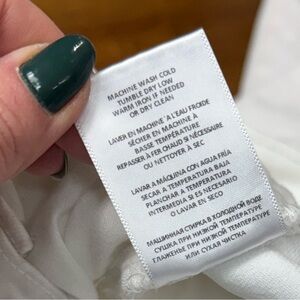 MACHINE WASH COLD
TUMBLE DRY LOW
WARM IRON IF NEEDED
OR DRY CLEAN
LAVER EN MACHINE À L'EAU FROIDE
SÉCHER EN MACHINE À
BASSE TEMPÉRATURE
REPASSER À FER CHAUD SI NÉCESSAIRE
OU NETTOYER À SEC
LAVAR A MÁQUINA CON AGUA FRÍA
SECAR A TEMPERATURA BAJA
PLANCHAR A TEMPERATURA
INTERMEDIA SI ES NECESARIO
O LAVAR EN SECO
МАШИННАЯ СТИРКА В ХОЛОДНОЙ ВОДЕ
СУШКА ПРИ НИЗКОЙ ТЕМПЕРАТУРЕ
ГЛАЖЕНЬЕ ПРИ НИЗКОЙ ТЕМПЕРАТУРЕ
ИЛИ СУХАЯ ЧИСТКА